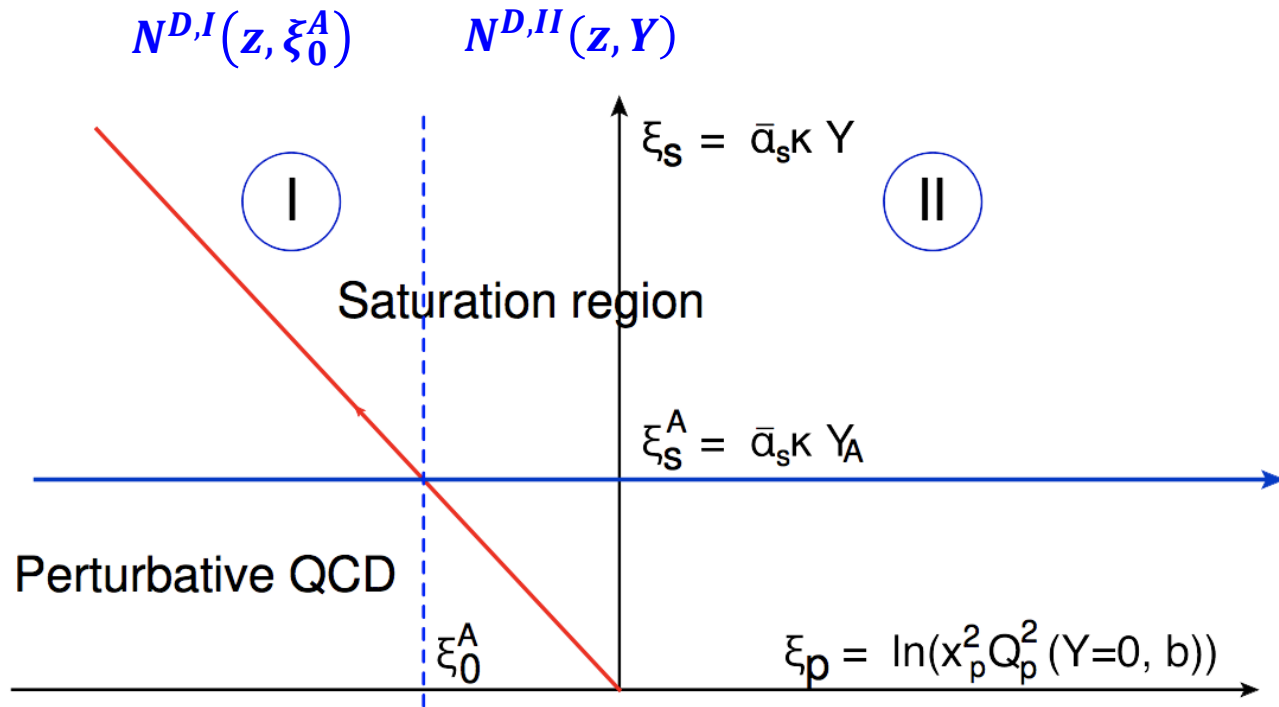 N^{D,I}(z, ξ_0^A) N^{D,II}(z, Y)
ξ_s = ᾱ_s κ Y
I II
Saturation region
ξ_s^A = ᾱ_s κ Y_A
Perturbative QCD
ξ_0^A ξ_p = ln(x_p^2 Q_p^2 (Y=0, b))